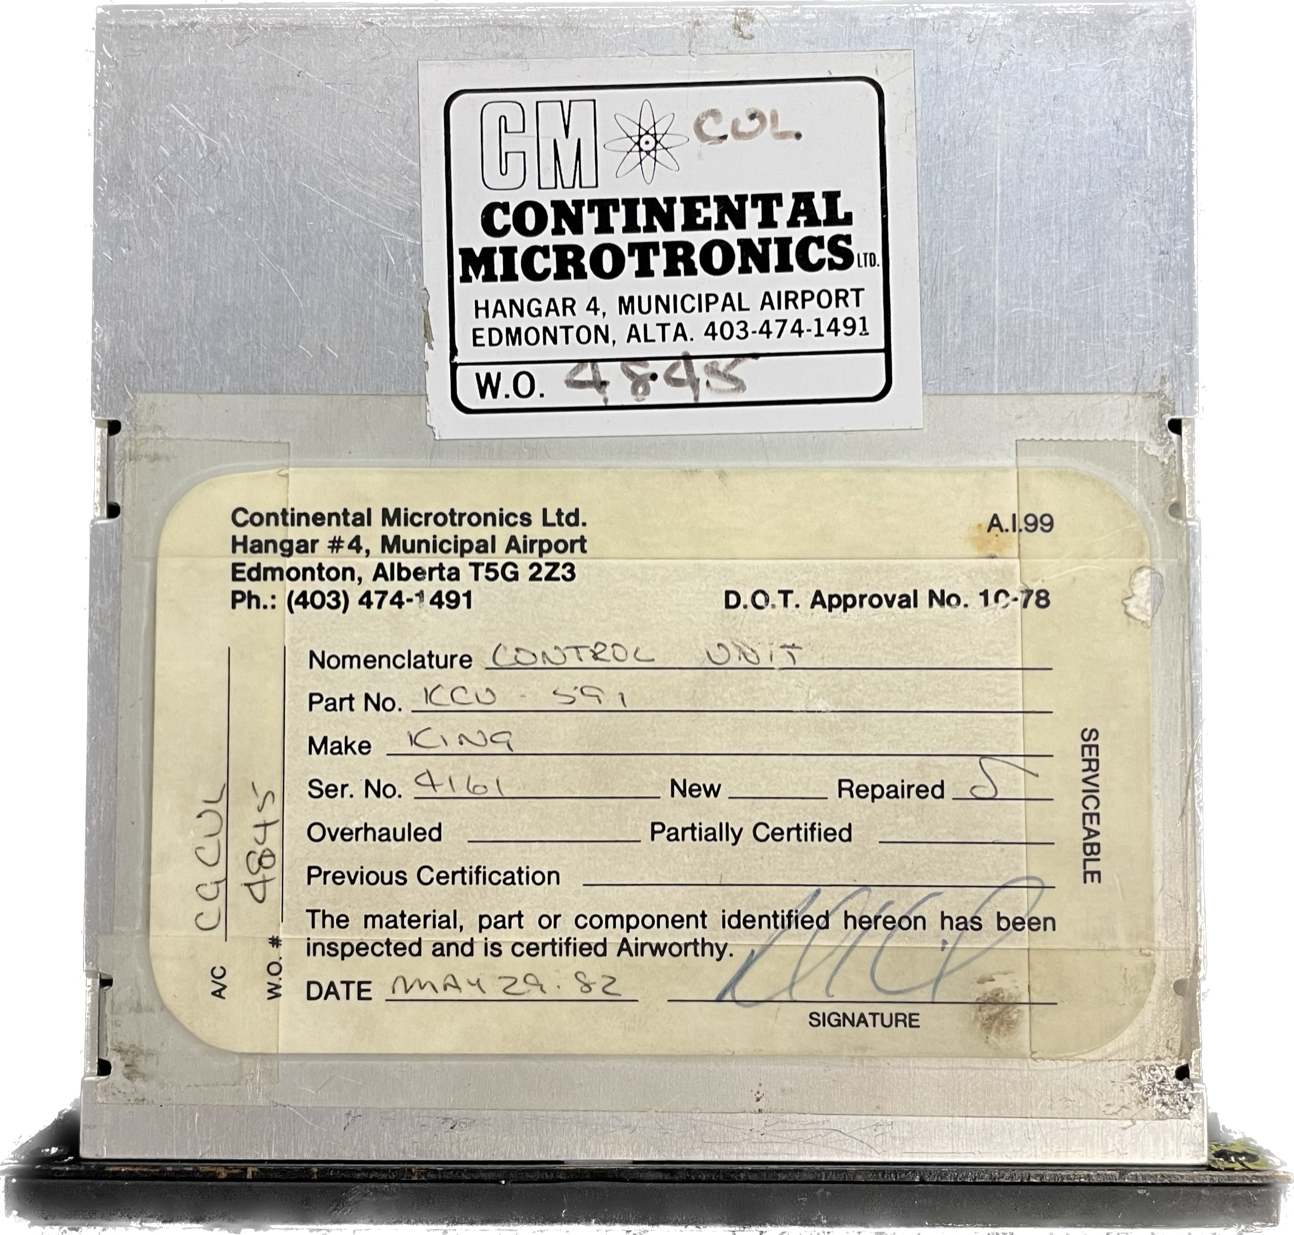 CM CUL
CONTINENTAL
MICROTRONICS LTD.
HANGAR 4, MUNICIPAL AIRPORT
EDMONTON, ALTA. 403-474-1491
W.O. 4845
Continental Microtronics Ltd.
Hangar #4, Municipal Airport
Edmonton, Alberta T5G 2Z3
Ph.: (403) 474-1491
A.I.99
D.O.T. Approval No. 10-78
Nomenclature CONTROL UNIT
Part No. KCU - 591
Make KING
Ser. No. 4161 New Repaired
Overhauled Partially Certified
Previous Certification
The material, part or component identified hereon has been
inspected and is certified Airworthy.
DATE MAY 29.82
SIGNATURE
A/C CGCUL
W.O. # 4845
SERVICEABLE